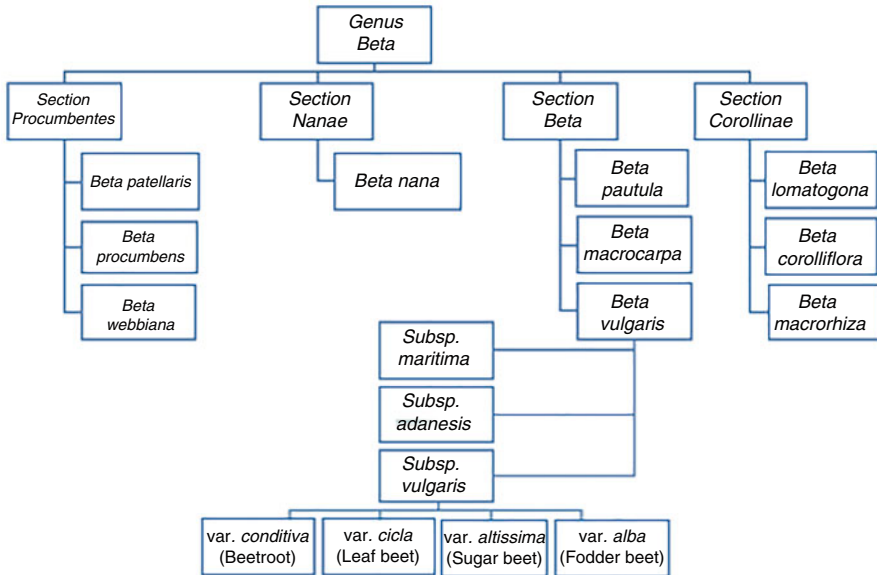 Genus
Beta
Section
Procumbentes
Section
Nanae
Section
Beta
Section
Corollinae
Beta patellaris
Beta
procumbens
Beta
webbiana
Beta nana
Beta
pautula
Beta
macrocarpa
Beta
vulgaris
Beta
lomatogona
Beta
corolliflora
Beta
macrorhiza
Subsp.
maritima
Subsp.
adanesis
Subsp.
vulgaris
var. conditiva
(Beetroot)
var. cicla
(Leaf beet)
var. altissima
(Sugar beet)
var. alba
(Fodder beet)